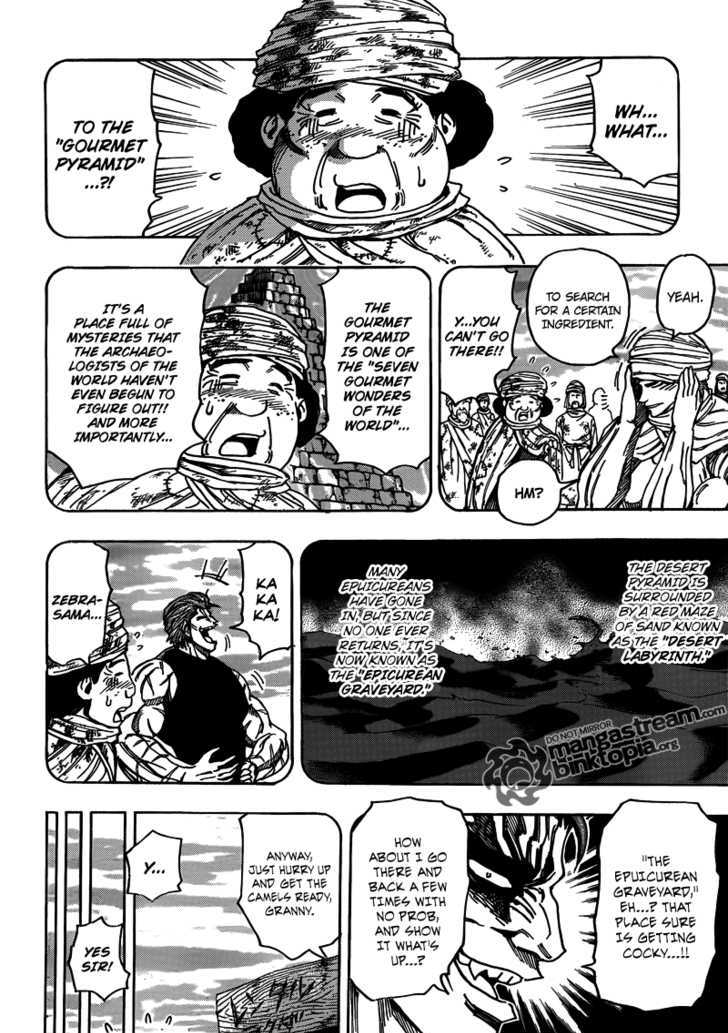 WH...
WHAT...
TO THE
"GOURMET
PYRAMID"
...?!
YEAH.
TO SEARCH
FOR A CERTAIN
INGREDIENT.
Y...YOU
CAN'T GO
THERE!!
HM?
THE
GOURMET
PYRAMID
IS ONE OF
THE "SEVEN
GOURMET
WONDERS
OF THE
WORLD"...
IT'S A
PLACE FULL OF
MYSTERIES THAT
THE ARCHAEO-
LOGISTS OF THE
WORLD HAVEN'T
EVEN BEGUN TO
FIGURE OUT!!
AND MORE
IMPORTANTLY...
THE DESERT
PYRAMID IS
SURROUNDED
BY A RED MAZE
OF SAND KNOWN
AS THE "DESERT
LABYRINTH."
MANY
EPUICUREANS
HAVE GONE
IN, BUT SINCE
NO ONE EVER
RETURNS, IT'S
NOW KNOWN AS
THE "EPICUREAN
GRAVEYARD."
DO NOT MIRROR
mangastream.com
binktopia.org
KA
KA
KA!
ZEBRA-
SAMA...
"THE
EPUICUREAN
GRAVEYARD,"
EH...? THAT
PLACE SURE
IS GETTING
COCKY...!!
HOW
ABOUT I GO
THERE AND
BACK A FEW
TIMES WITH
NO PROB,
AND SHOW
IT WHAT'S
UP...?
ANYWAY,
JUST HURRY UP
AND GET THE
CAMELS READY,
GRANNY.
Y...
YES
SIR!